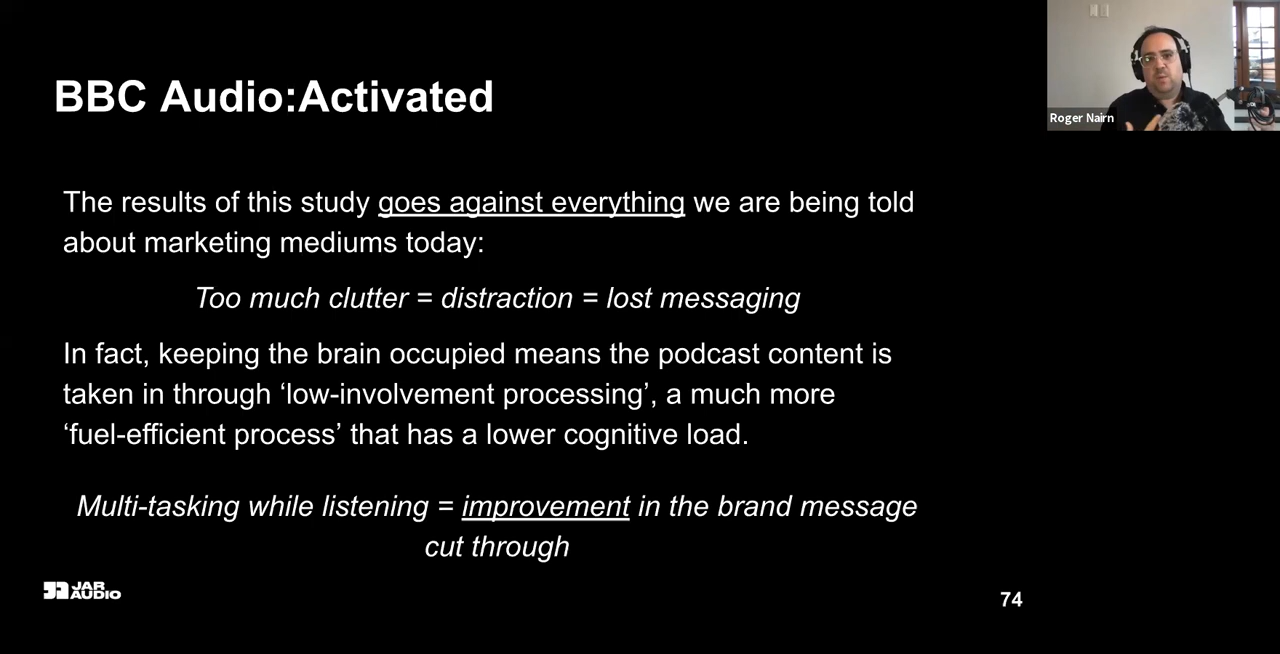 BBC Audio:Activated
Roger Nairn
The results of this study goes against everything we are being told
about marketing mediums today:
Too much clutter = distraction = lost messaging
In fact, keeping the brain occupied means the podcast content is
taken in through ‘low-involvement processing’, a much more
‘fuel-efficient process’ that has a lower cognitive load.
Multi-tasking while listening = improvement in the brand message
cut through
JAR
AUDIO
74